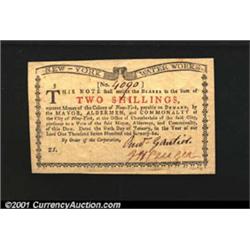 NEW-YORK WATER WORKS
[No. 4090]
THIS NOTE shall entitle the BEARER to the Sum of
TWO SHILLINGS,
current Money of the Colony of New-York, payable on DEMAND, by
the MAYOR, ALDERMEN, and COMMONALTY of
the City of New-York, at the Office of Chamberlain of the said City,
pursuant to a Vote of the said Mayor, Aldermen, and Commonalty
of this Date. Dated the Day of January, in the Year of our
Lord One Thousand Seven Hundred and Seventy-
By Order of the Corporation,
2S.
©2001 CurrencyAuction.com